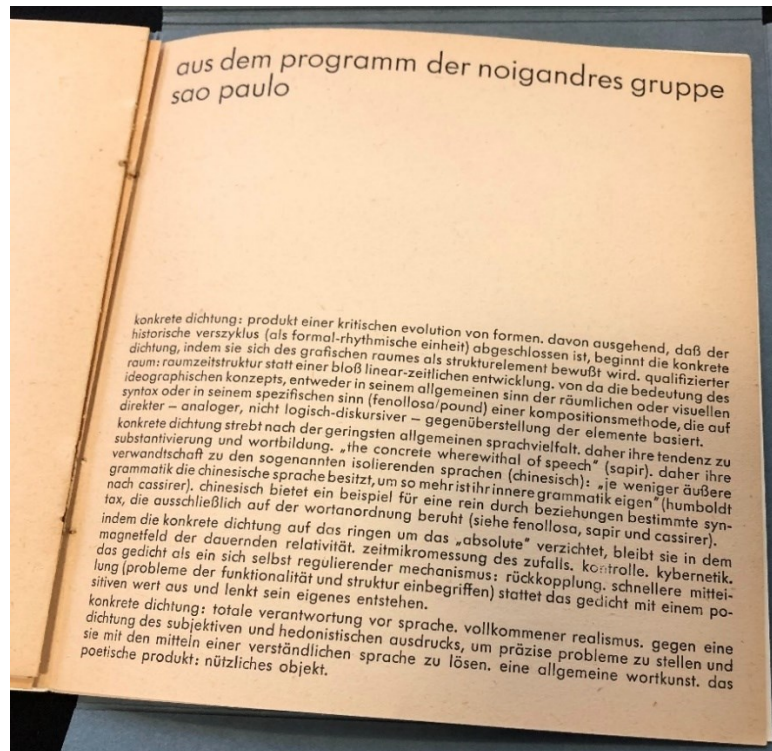 aus dem programm der noigandres gruppe
sao paulo
konkrete dichtung: produkt einer kritischen evolution von formen. davon ausgehend, daß der
historische verszyklus (als formal-rhythmische einheit) abgeschlossen ist, beginnt die konkrete
dichtung, indem sie sich des grafischen raumes als strukturelement bewußt wird. qualifizierter
raum: raumzeitstruktur statt einer bloß linear-zeitlichen entwicklung. von da die bedeutung des
ideographischen konzepts, entweder in seinem allgemeinen sinn der räumlichen oder visuellen
syntax oder in seinem spezifischen sinn (fenollosa/pound) einer kompositionsmethode, die auf
direkter – analoger, nicht logisch-diskursiver – gegenüberstellung der elemente basiert.
konkrete dichtung strebt nach der geringsten allgemeinen sprachvielfalt. daher ihre tendenz zu
substantivierung und wortbildung. „the concrete wherewithal of speech“ (sapir). daher ihre
verwandtschaft zu den sogenannten isolierenden sprachen (chinesisch): „je weniger äußere
grammatik die chinesische sprache besitzt, um so mehr ist ihr innere grammatik eigen“ (humboldt
nach cassirer). chinesisch bietet ein beispiel für eine rein durch beziehungen bestimmte syn-
tax, die ausschließlich auf der wortanordnung beruht (siehe fenollosa, sapir und cassirer).
indem die konkrete dichtung auf das ringen um das „absolute“ verzichtet, bleibt sie in dem
magnetfeld der dauernden relativität. zeitmikromessung des zufalls. kontrolle. kybernetik.
das gedicht als ein sich selbst regulierender mechanismus: rückkopplung. schnellere mittei-
lung (probleme der funktionalität und struktur einbegriffen) stattet das gedicht mit einem po-
sitiven wert aus und lenkt sein eigenes entstehen.
konkrete dichtung: totale verantwortung vor sprache. vollkommener realismus. gegen eine
dichtung des subjektiven und hedonistischen ausdrucks, um präzise probleme zu stellen und
sie mit den mitteln einer verständlichen sprache zu lösen. eine allgemeine wortkunst. das
poetische produkt: nützliches objekt.